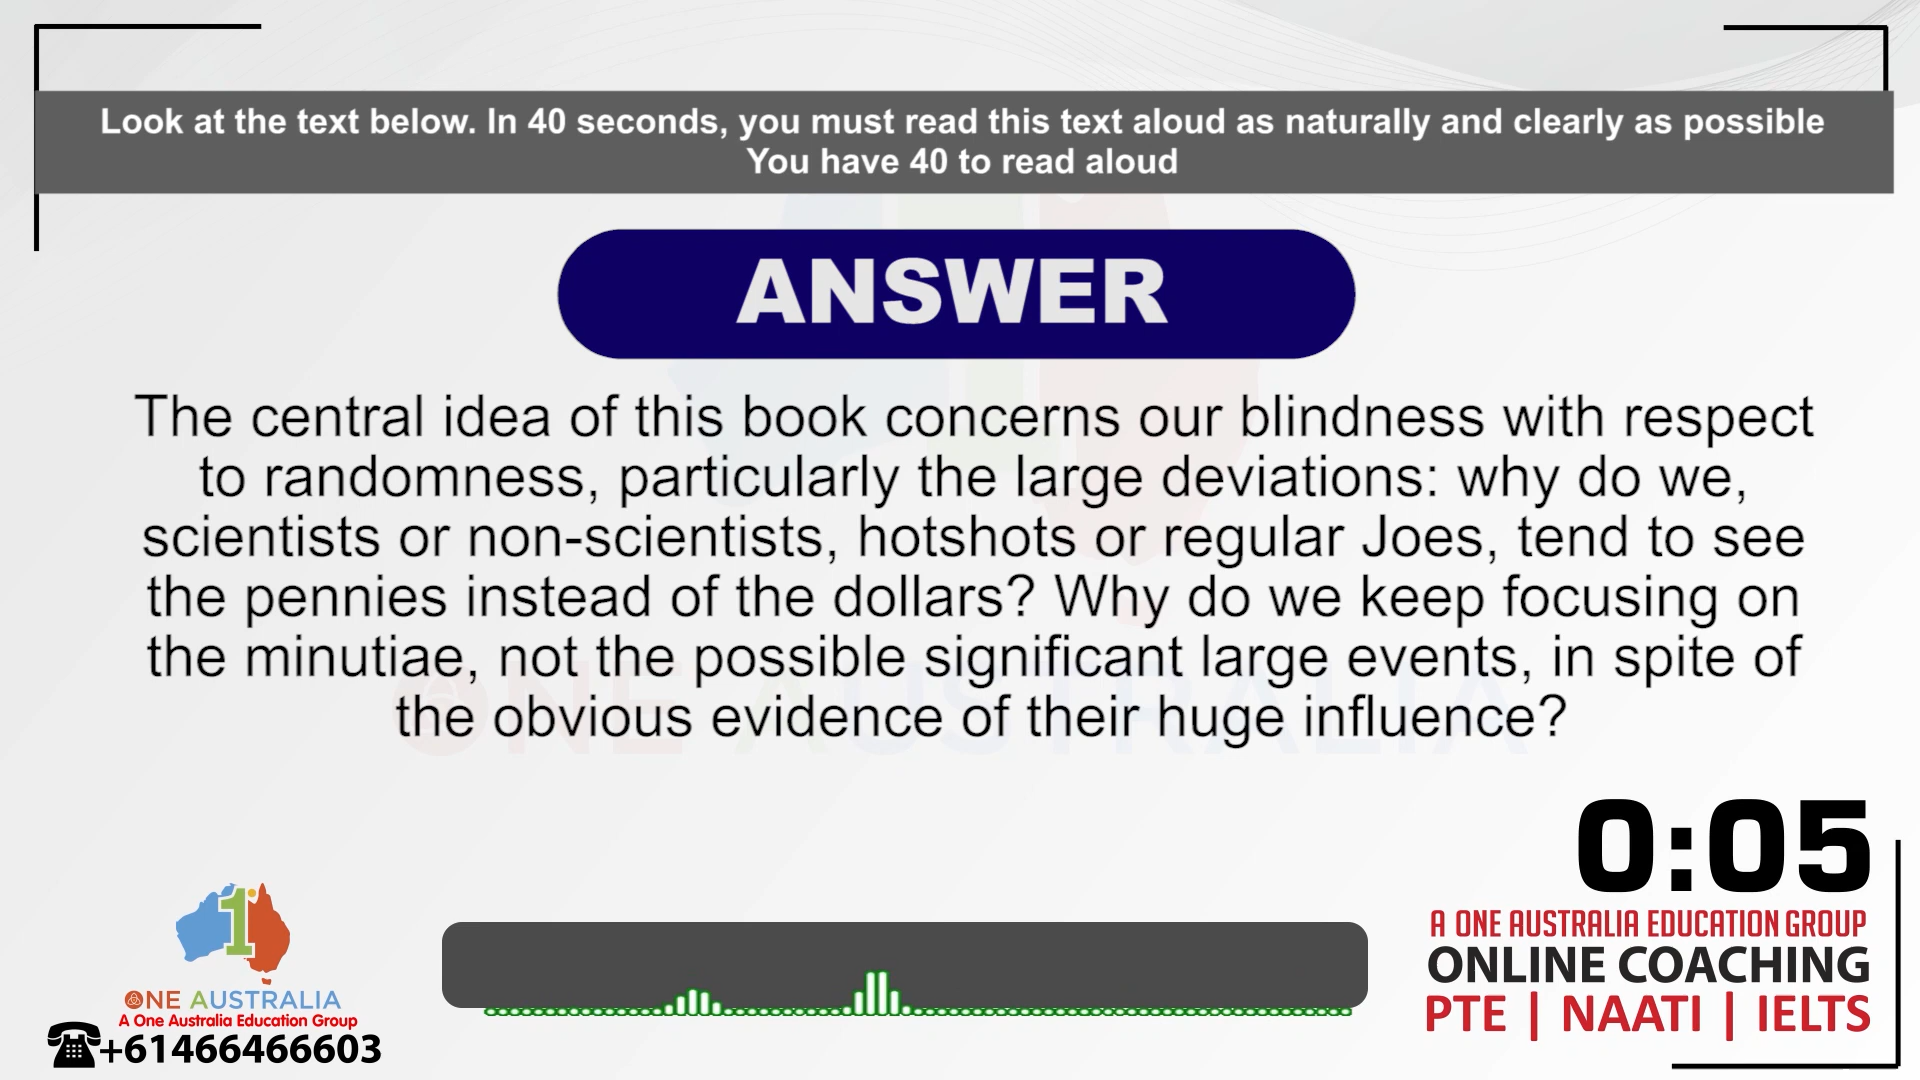 Look at the text below. In 40 seconds, you must read this text aloud as naturally and clearly as possible
You have 40 to read aloud
ANSWER
The central idea of this book concerns our blindness with respect
to randomness, particularly the large deviations: why do we,
scientists or non-scientists, hotshots or regular Joes, tend to see
the pennies instead of the dollars? Why do we keep focusing on
the minutiae, not the possible significant large events, in spite of
the obvious evidence of their huge influence?
ONE AUSTRALIA
0:05
A ONE AUSTRALIA EDUCATION GROUP
ONLINE COACHING
PTE | NAATI | IELTS
1
ONE AUSTRALIA
A One Australia Education Group
+61466466603